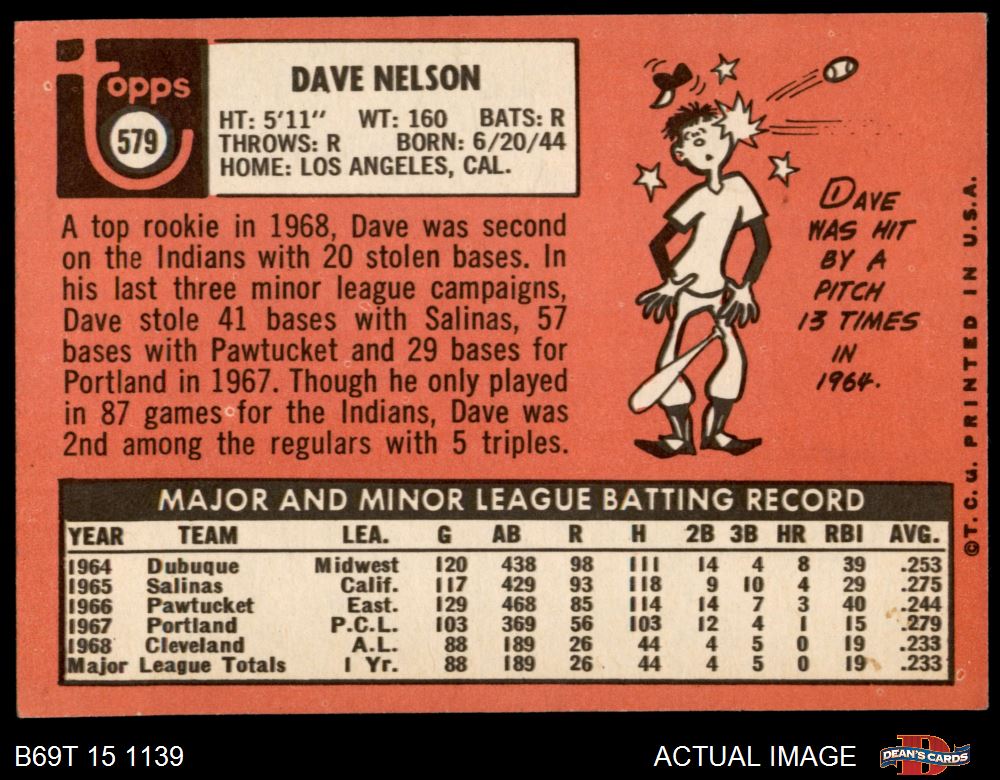 Topps
579
DAVE NELSON
HT: 5'11" WT: 160 BATS: R
THROWS: R BORN: 6/20/44
HOME: LOS ANGELES, CAL.
A top rookie in 1968, Dave was second
on the Indians with 20 stolen bases. In
his last three minor league campaigns,
Dave stole 41 bases with Salinas, 57
bases with Pawtucket and 29 bases for
Portland in 1967. Though he only played
in 87 games for the Indians, Dave was
2nd among the regulars with 5 triples.
DAVE
WAS HIT
BY A
PITCH
13 TIMES
IN
1964.
©T.C.G. PRINTED IN U.S.A.
MAJOR AND MINOR LEAGUE BATTING RECORD
YEAR TEAM LEA. G AB R H 2B 3B HR RBI AVG.
1964 Dubuque Midwest 120 438 98 111 14 4 8 39 .253
1965 Salinas Calif. 117 429 93 118 9 10 4 29 .275
1966 Pawtucket East. 129 468 85 114 14 7 3 40 .244
1967 Portland P.C.L. 103 369 56 103 12 4 1 15 .279
1968 Cleveland A.L. 88 189 26 44 4 5 0 19 .233
Major League Totals 1 Yr. 88 189 26 44 4 5 0 19 .233
B69T 15 1139
ACTUAL IMAGE
DEAN'S CARDS